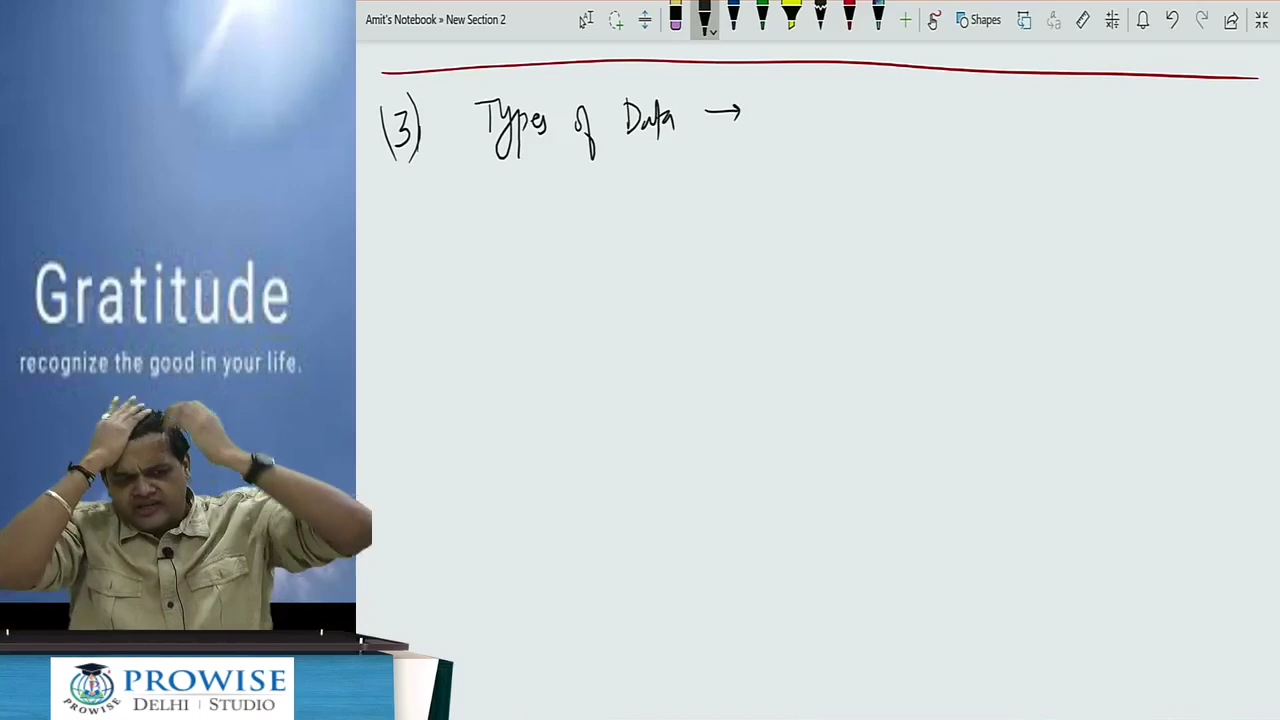 Amit's Notebook » New Section 2
Shapes
(3) Types of Data →
Gratitude
recognize the good in your life.
PROWISE
PROWISE
DELHI | STUDIO